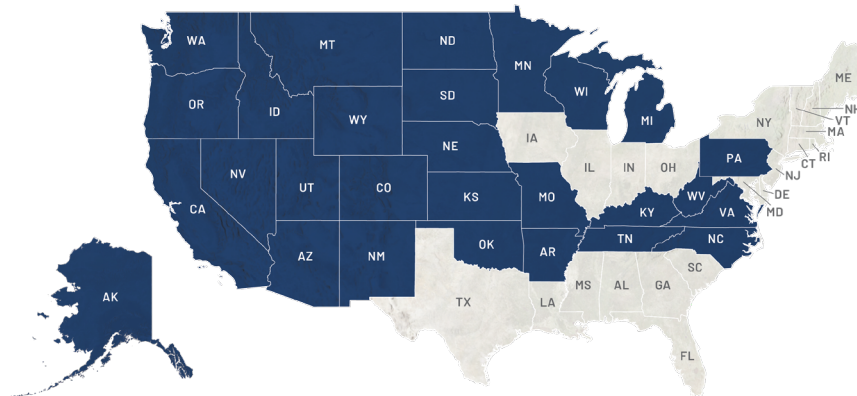 WA
MT
ND
MN
OR
ID
SD
WI
MI
WY
NE
IA
NV
UT
CO
KS
CA
AZ
NM
OK
MO
AR
IL
IN
OH
KY
WV
VA
TN
NC
PA
NY
ME
NH
VT
MA
RI
CT
NJ
DE
MD
SC
MS
AL
GA
TX
LA
FL
AK